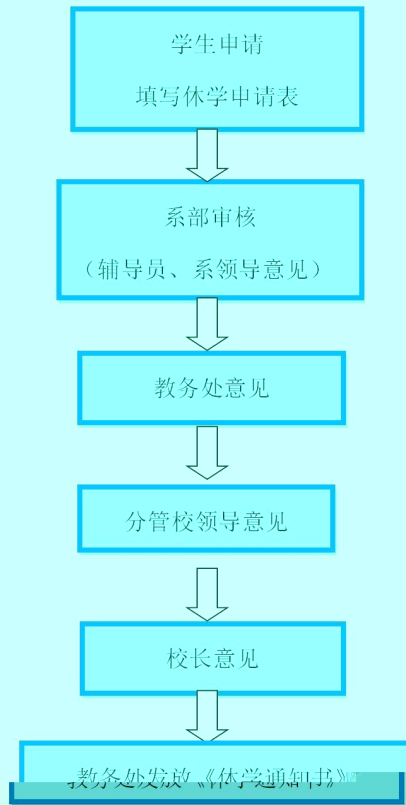 学生申请
填写休学申请表
系部审核
（辅导员、系领导意见）
教务处意见
分管校领导意见
校长意见
教务处发放《休学通知书》